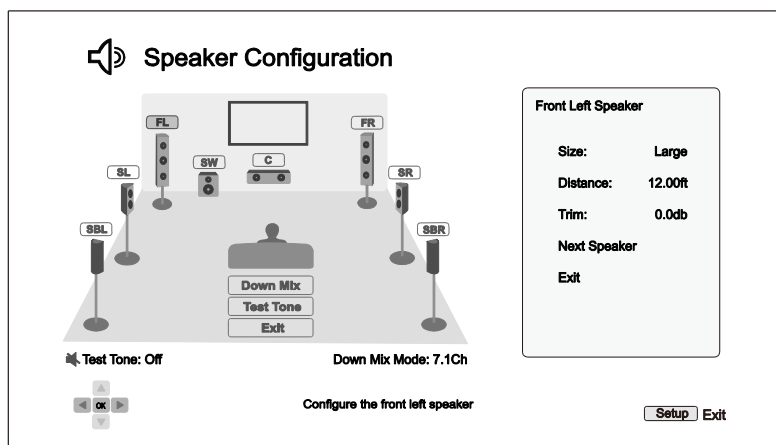 Speaker Configuration
FL
FR
SW
C
SL
SR
SBL
SBR
Down Mix
Test Tone
Exit
Test Tone: Off
Down Mix Mode: 7.1Ch
OK
Configure the front left speaker
Front Left Speaker
Size: Large
Distance: 12.00ft
Trim: 0.0db
Next Speaker
Exit
Setup Exit